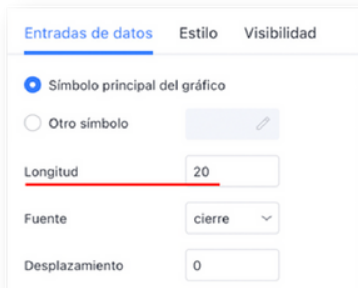 Entradas de datos Estilo Visibilidad
Símbolo principal del gráfico
Otro símbolo
Longitud 20
Fuente cierre
Desplazamiento 0